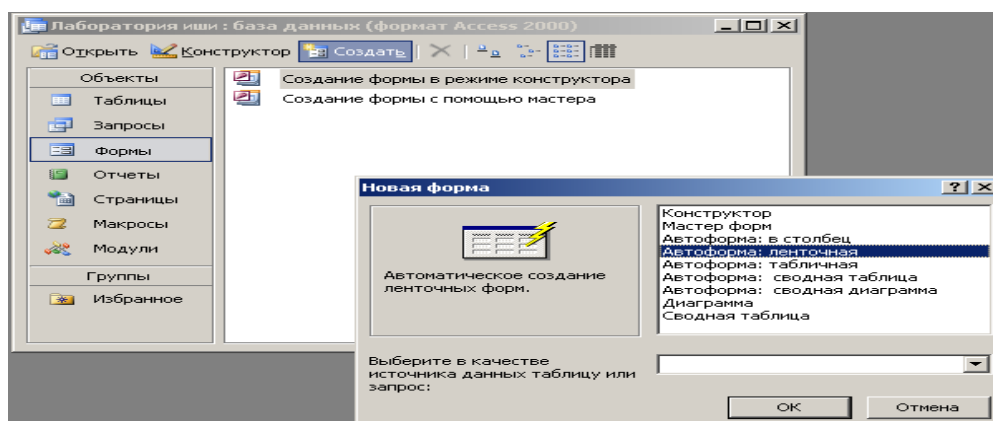 Лаборатория иши : база данных (формат Access 2000)
Открыть Конструктор Создать
Объекты
Таблицы
Запросы
Формы
Отчеты
Страницы
Макросы
Модули
Группы
Избранное
Создание формы в режиме конструктора
Создание формы с помощью мастера
Новая форма
Автоматическое создание
ленточных форм.
Конструктор
Мастер форм
Автоформа: в столбец
Автоформа: ленточная
Автоформа: табличная
Автоформа: сводная таблица
Автоформа: сводная диаграмма
Диаграмма
Сводная таблица
Выберите в качестве
источника данных таблицу или
запрос:
ОК Отмена